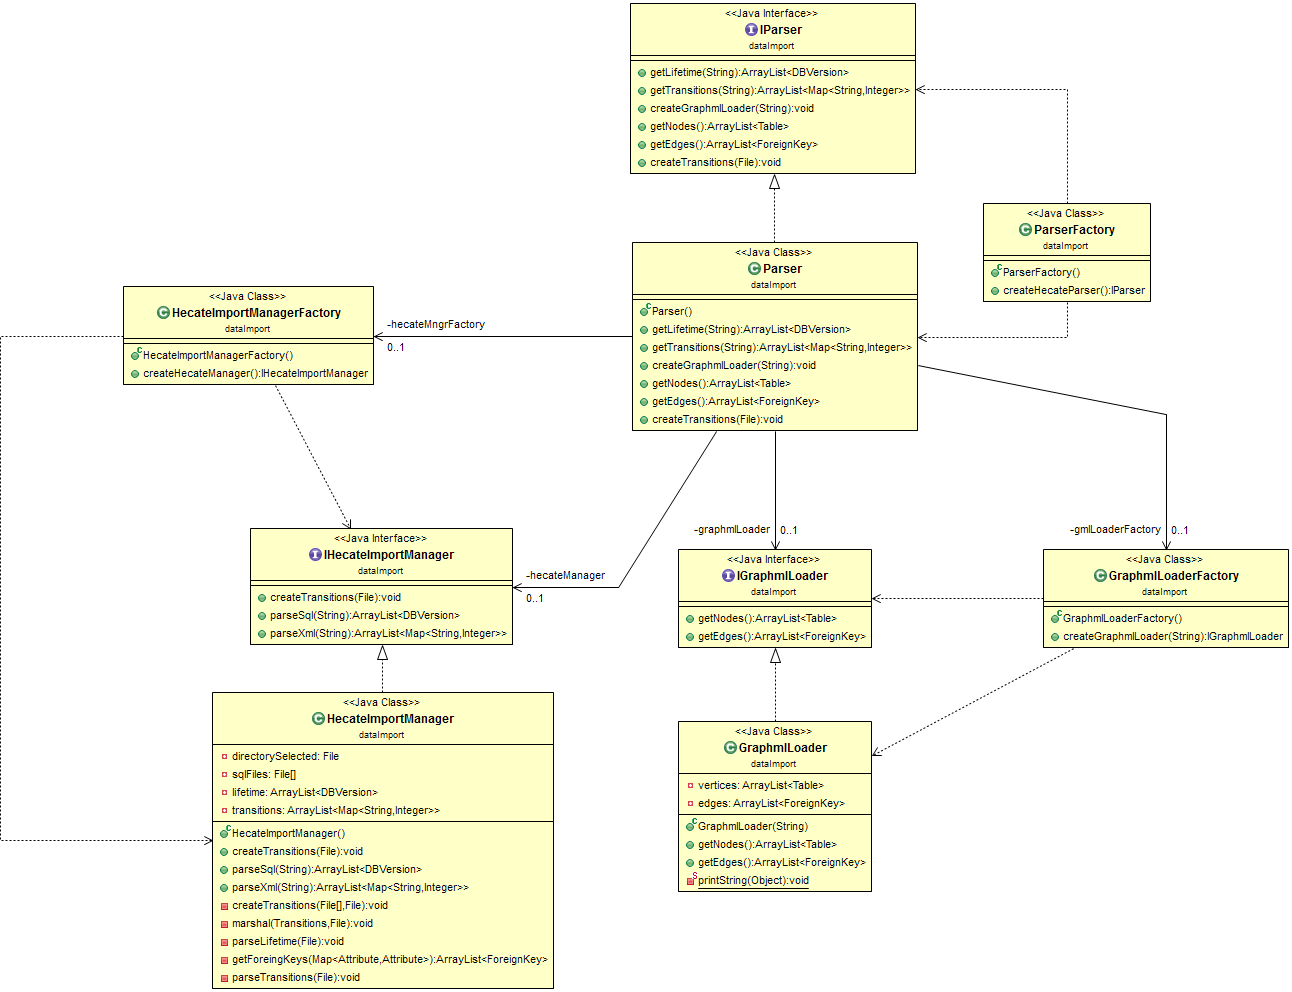 <<Java Interface>>
IParser
dataImport
getLifetime(String):ArrayList<DBVersion>
getTransitions(String):ArrayList<Map<String,Integer>>
createGraphmlLoader(String):void
getNodes():ArrayList<Table>
getEdges():ArrayList<ForeignKey>
createTransitions(File):void
<<Java Class>>
ParserFactory
dataImport
ParserFactory()
createHecateParser():IParser
<<Java Class>>
Parser
dataImport
Parser()
getLifetime(String):ArrayList<DBVersion>
getTransitions(String):ArrayList<Map<String,Integer>>
createGraphmlLoader(String):void
getNodes():ArrayList<Table>
getEdges():ArrayList<ForeignKey>
createTransitions(File):void
<<Java Class>>
HecateImportManagerFactory
dataImport
HecateImportManagerFactory()
createHecateManager():IHecateImportManager
-hecateMngrFactory
0..1
<<Java Interface>>
IHecateImportManager
dataImport
createTransitions(File):void
parseSql(String):ArrayList<DBVersion>
parseXml(String):ArrayList<Map<String,Integer>>
-hecateManager
0..1
-graphmlLoader
0..1
<<Java Interface>>
IGraphmlLoader
dataImport
getNodes():ArrayList<Table>
getEdges():ArrayList<ForeignKey>
-gmlLoaderFactory
0..1
<<Java Class>>
GraphmlLoaderFactory
dataImport
GraphmlLoaderFactory()
createGraphmlLoader(String):IGraphmlLoader
<<Java Class>>
HecateImportManager
dataImport
directorySelected: File
sqlFiles: File[]
lifetime: ArrayList<DBVersion>
transitions: ArrayList<Map<String,Integer>>
HecateImportManager()
createTransitions(File):void
parseSql(String):ArrayList<DBVersion>
parseXml(String):ArrayList<Map<String,Integer>>
createTransitions(File[],File):void
marshal(Transitions,File):void
parseLifetime(File):void
getForeingKeys(Map<Attribute,Attribute>):ArrayList<ForeignKey>
parseTransitions(File):void
<<Java Class>>
GraphmlLoader
dataImport
vertices: ArrayList<Table>
edges: ArrayList<ForeignKey>
GraphmlLoader(String)
getNodes():ArrayList<Table>
getEdges():ArrayList<ForeignKey>
printString(Object):void